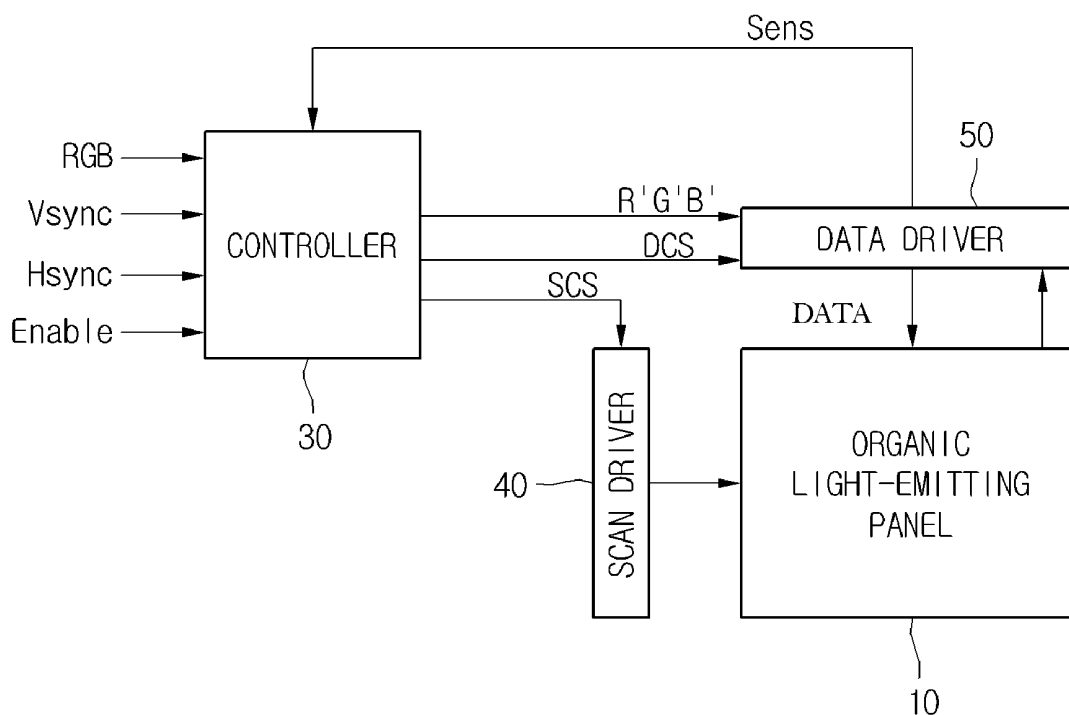 Sens
50
RGB
R'G'B'
Vsync
CONTROLLER
DATA DRIVER
DCS
Hsync
SCS
DATA
Enable
30
SCAN DRIVER
40
ORGANIC
LIGHT-EMITTING
PANEL
10